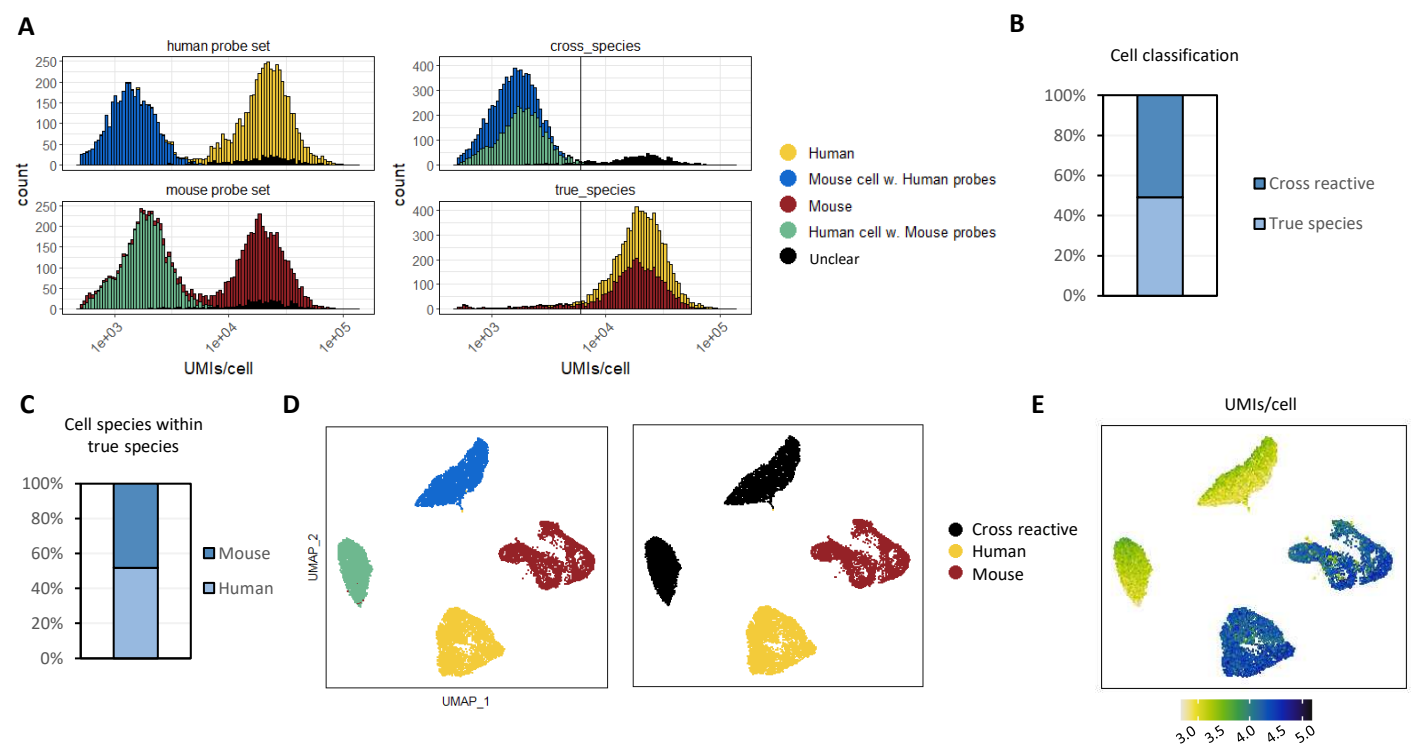 A
human probe set
250
200
150
100
50
0
mouse probe set
250
200
150
100
50
0
count
1e+03
1e+04
1e+05
UMIs/cell
cross_species
400
300
200
100
0
true_species
400
300
200
100
0
count
1e+03
1e+04
1e+05
UMIs/cell
Human
Mouse cell w. Human probes
Mouse
Human cell w. Mouse probes
Unclear
B
Cell classification
100%
80%
60%
40%
20%
0%
Cross reactive
True species
C
Cell species within
true species
100%
80%
60%
40%
20%
0%
Mouse
Human
D
UMAP_2
UMAP_1
Cross reactive
Human
Mouse
E
UMIs/cell
3.0
3.5
4.0
4.5
5.0